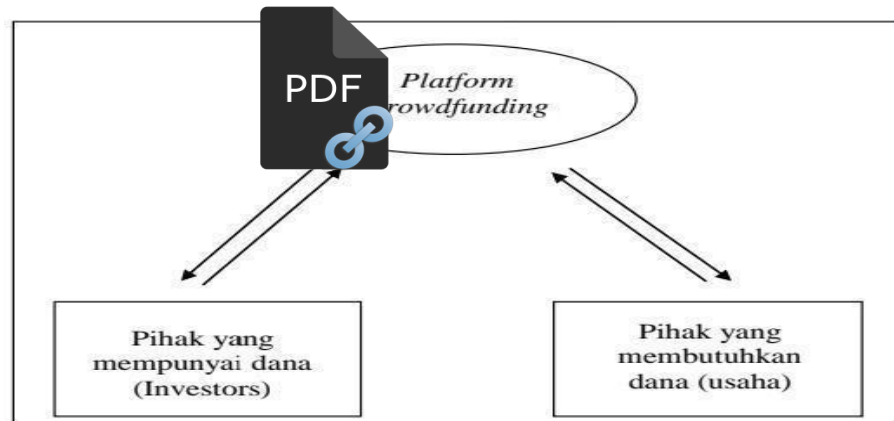 PDF
Platform
rowdfunding
Pihak yang
mempunyai dana
(Investors)
Pihak yang
membutuhkan
dana (usaha)